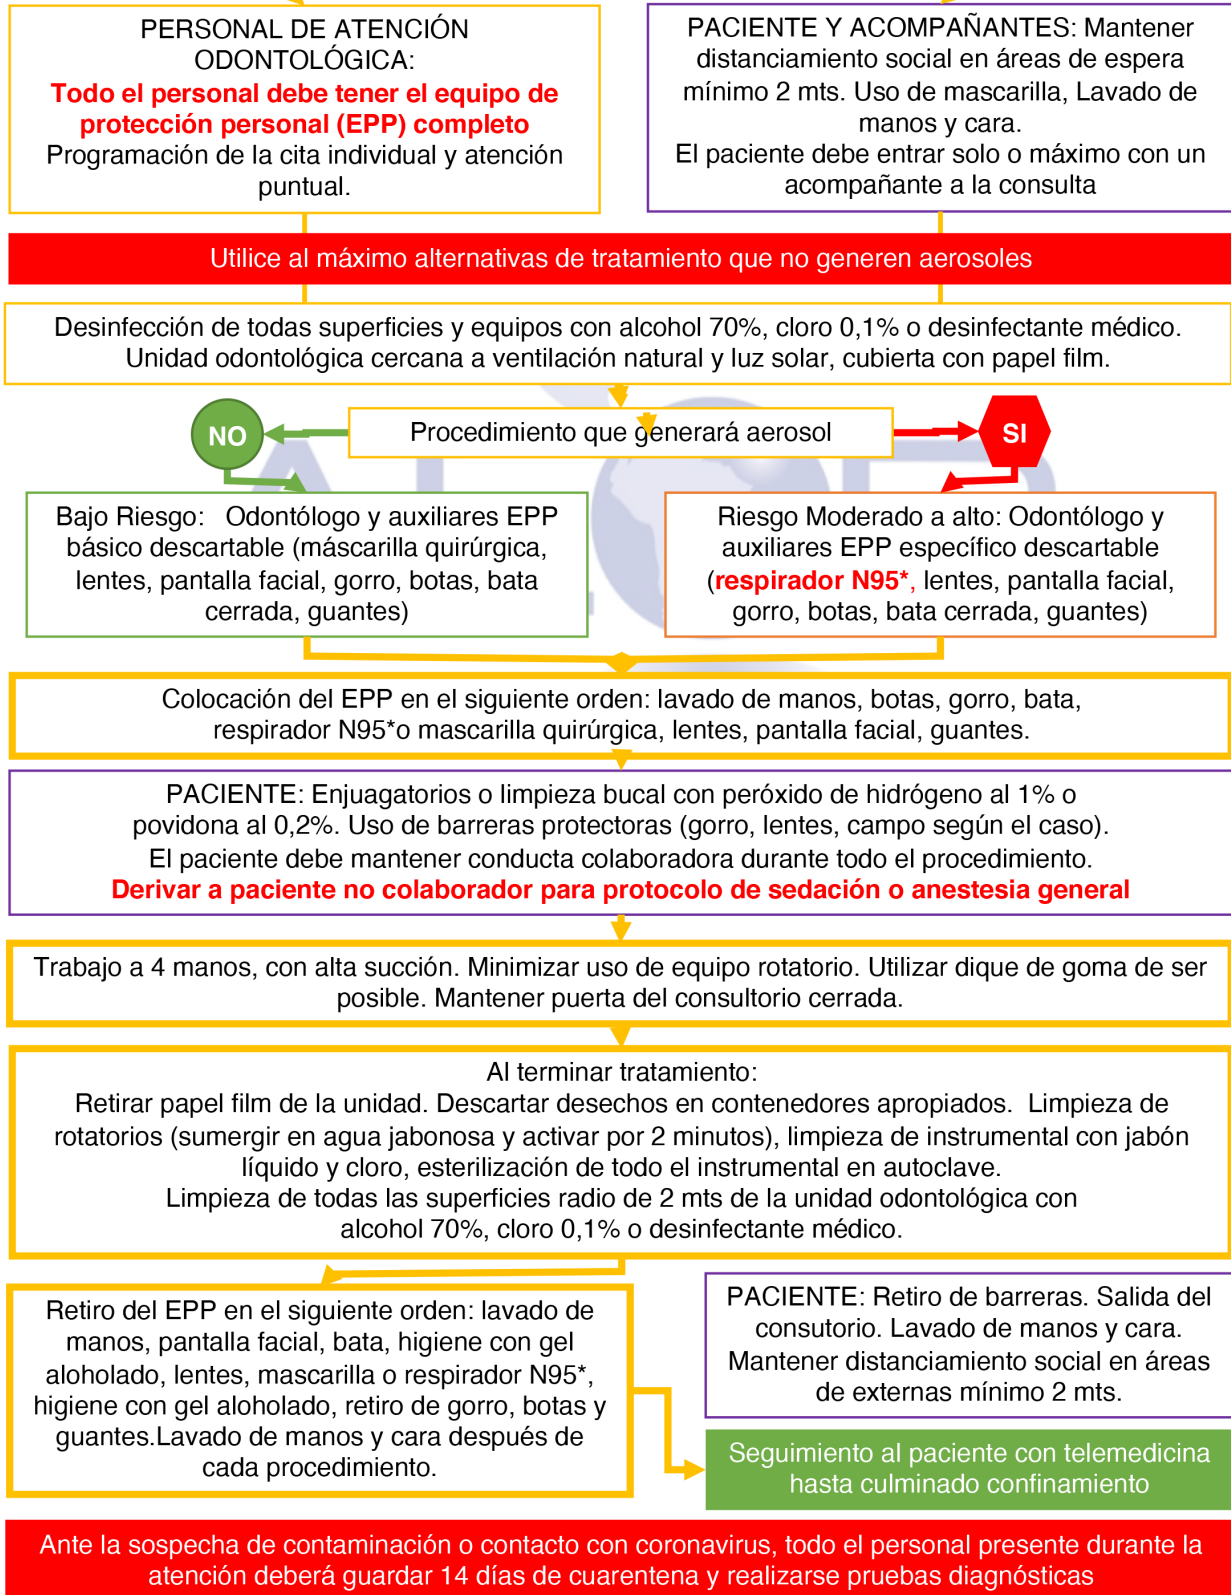 PERSONAL DE ATENCIÓN
ODONTOLÓGICA:
Todo el personal debe tener el equipo de
protección personal (EPP) completo
Programación de la cita individual y atención
puntual.
PACIENTE Y ACOMPAÑANTES: Mantener
distanciamiento social en áreas de espera
mínimo 2 mts. Uso de mascarilla, Lavado de
manos y cara.
El paciente debe entrar solo o máximo con un
acompañante a la consulta
Utilice al máximo alternativas de tratamiento que no generen aerosoles
Desinfección de todas superficies y equipos con alcohol 70%, cloro 0,1% o desinfectante médico.
Unidad odontológica cercana a ventilación natural y luz solar, cubierta con papel film.
NO
Procedimiento que generará aerosol
SI
Bajo Riesgo: Odontólogo y auxiliares EPP
básico descartable (máscarilla quirúrgica,
lentes, pantalla facial, gorro, botas, bata
cerrada, guantes)
Riesgo Moderado a alto: Odontólogo y
auxiliares EPP específico descartable
(respirador N95*, lentes, pantalla facial,
gorro, botas, bata cerrada, guantes)
Colocación del EPP en el siguiente orden: lavado de manos, botas, gorro, bata,
respirador N95*o mascarilla quirúrgica, lentes, pantalla facial, guantes.
PACIENTE: Enjuagatorios o limpieza bucal con peróxido de hidrógeno al 1% o
povidona al 0,2%. Uso de barreras protectoras (gorro, lentes, campo según el caso).
El paciente debe mantener conducta colaboradora durante todo el procedimiento.
Derivar a paciente no colaborador para protocolo de sedación o anestesia general
Trabajo a 4 manos, con alta succión. Minimizar uso de equipo rotatorio. Utilizar dique de goma de ser
posible. Mantener puerta del consultorio cerrada.
Al terminar tratamiento:
Retirar papel film de la unidad. Descartar desechos en contenedores apropiados. Limpieza de
rotatorios (sumergir en agua jabonosa y activar por 2 minutos), limpieza de instrumental con jabón
líquido y cloro, esterilización de todo el instrumental en autoclave.
Limpieza de todas las superficies radio de 2 mts de la unidad odontológica con
alcohol 70%, cloro 0,1% o desinfectante médico.
Retiro del EPP en el siguiente orden: lavado de
manos, pantalla facial, bata, higiene con gel
aloholado, lentes, mascarilla o respirador N95*,
higiene con gel aloholado, retiro de gorro, botas y
guantes.Lavado de manos y cara después de
cada procedimiento.
PACIENTE: Retiro de barreras. Salida del
consutorio. Lavado de manos y cara.
Mantener distanciamiento social en áreas
de externas mínimo 2 mts.
Seguimiento al paciente con telemedicina
hasta culminado confinamiento
Ante la sospecha de contaminación o contacto con coronavirus, todo el personal presente durante la
atención deberá guardar 14 días de cuarentena y realizarse pruebas diagnósticas